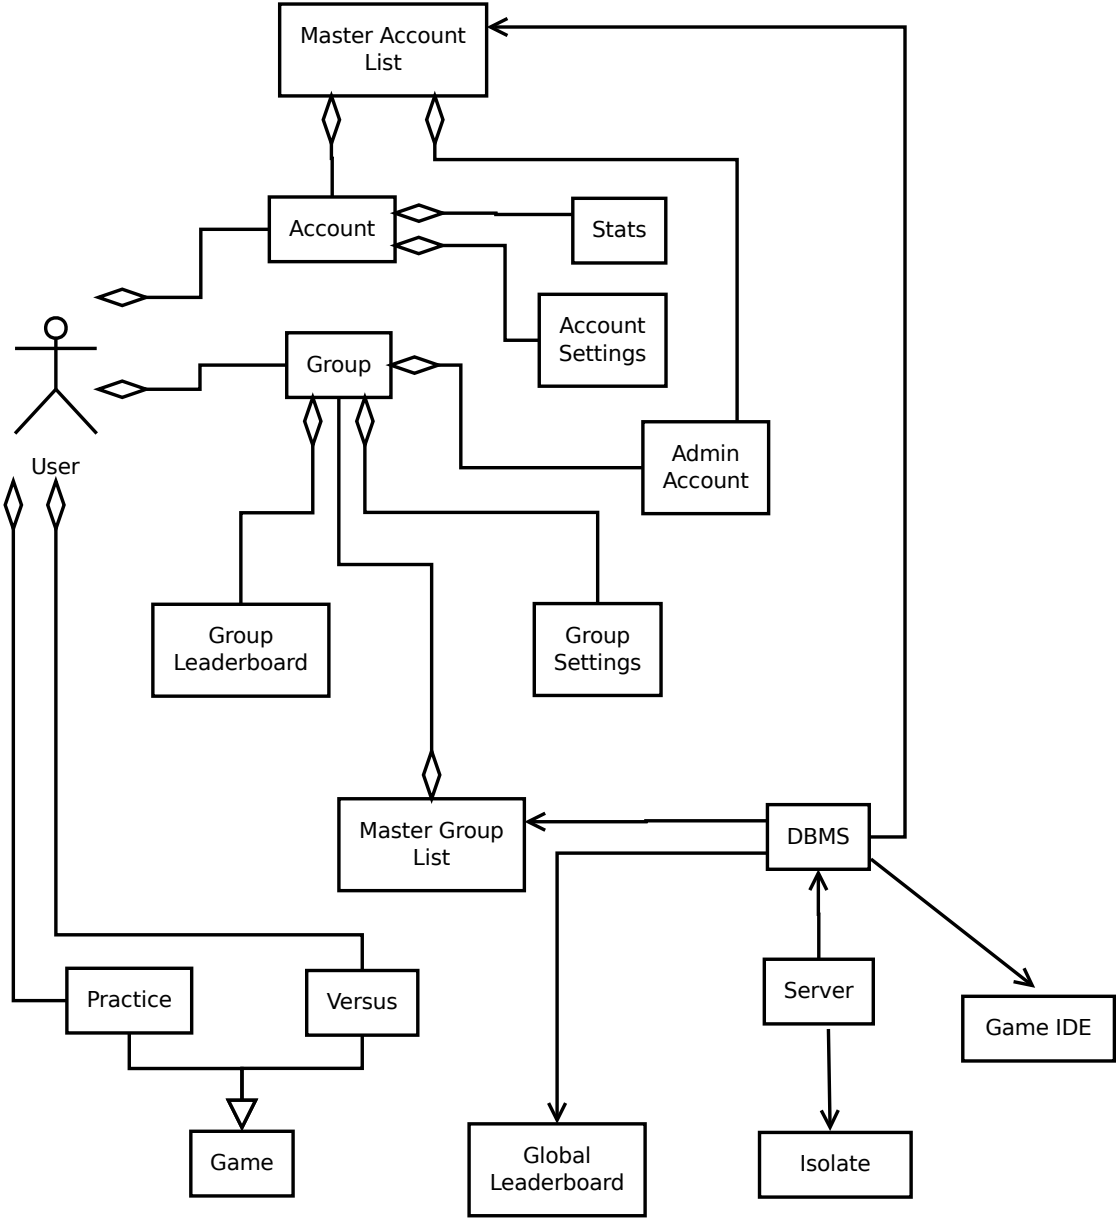 Master Account
List
Account
Stats
Account
Settings
Group
Admin
Account
User
Group
Leaderboard
Group
Settings
Master Group
List
DBMS
Practice
Versus
Server
Game IDE
Game
Global
Leaderboard
Isolate